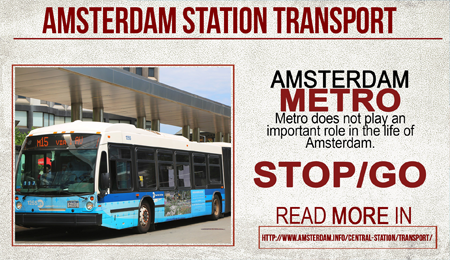 AMSTERDAM STATION TRANSPORT
AMSTERDAM
METRO
Metro does not play an
important role in the life of
Amsterdam.
STOP/GO
READ MORE IN
HTTP://WWW.AMSTERDAM.INFO/CENTRAL-STATION/TRANSPORT/
M15